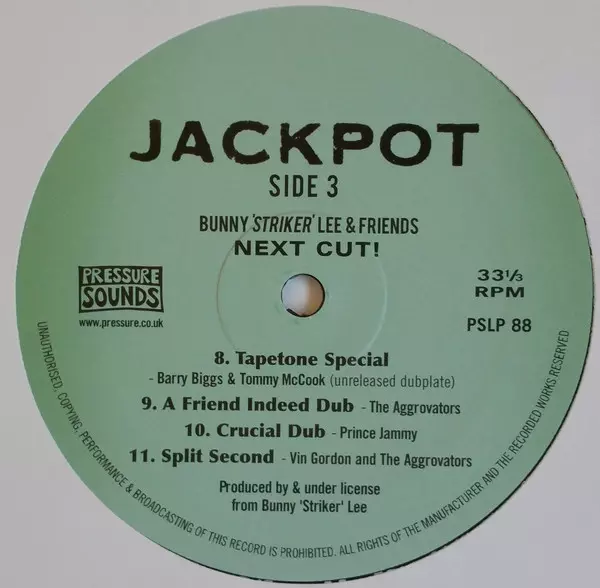 JACKPOT
SIDE 3
BUNNY 'STRIKER' LEE & FRIENDS
NEXT CUT!
PRESSURE
SOUNDS
www.pressure.co.uk
33⅓
RPM
PSLP 88
8. Tapetone Special
- Barry Biggs & Tommy McCook (unreleased dubplate)
9. A Friend Indeed Dub - The Aggrovators
10. Crucial Dub - Prince Jammy
11. Split Second - Vin Gordon and The Aggrovators
Produced by & under license
from Bunny 'Striker' Lee
UNAUTHORISED, COPYING, PERFORMANCE & BROADCASTING OF THIS RECORD IS PROHIBITED. ALL RIGHTS OF THE MANUFACTURER AND THE RECORDED WORKS RESERVED